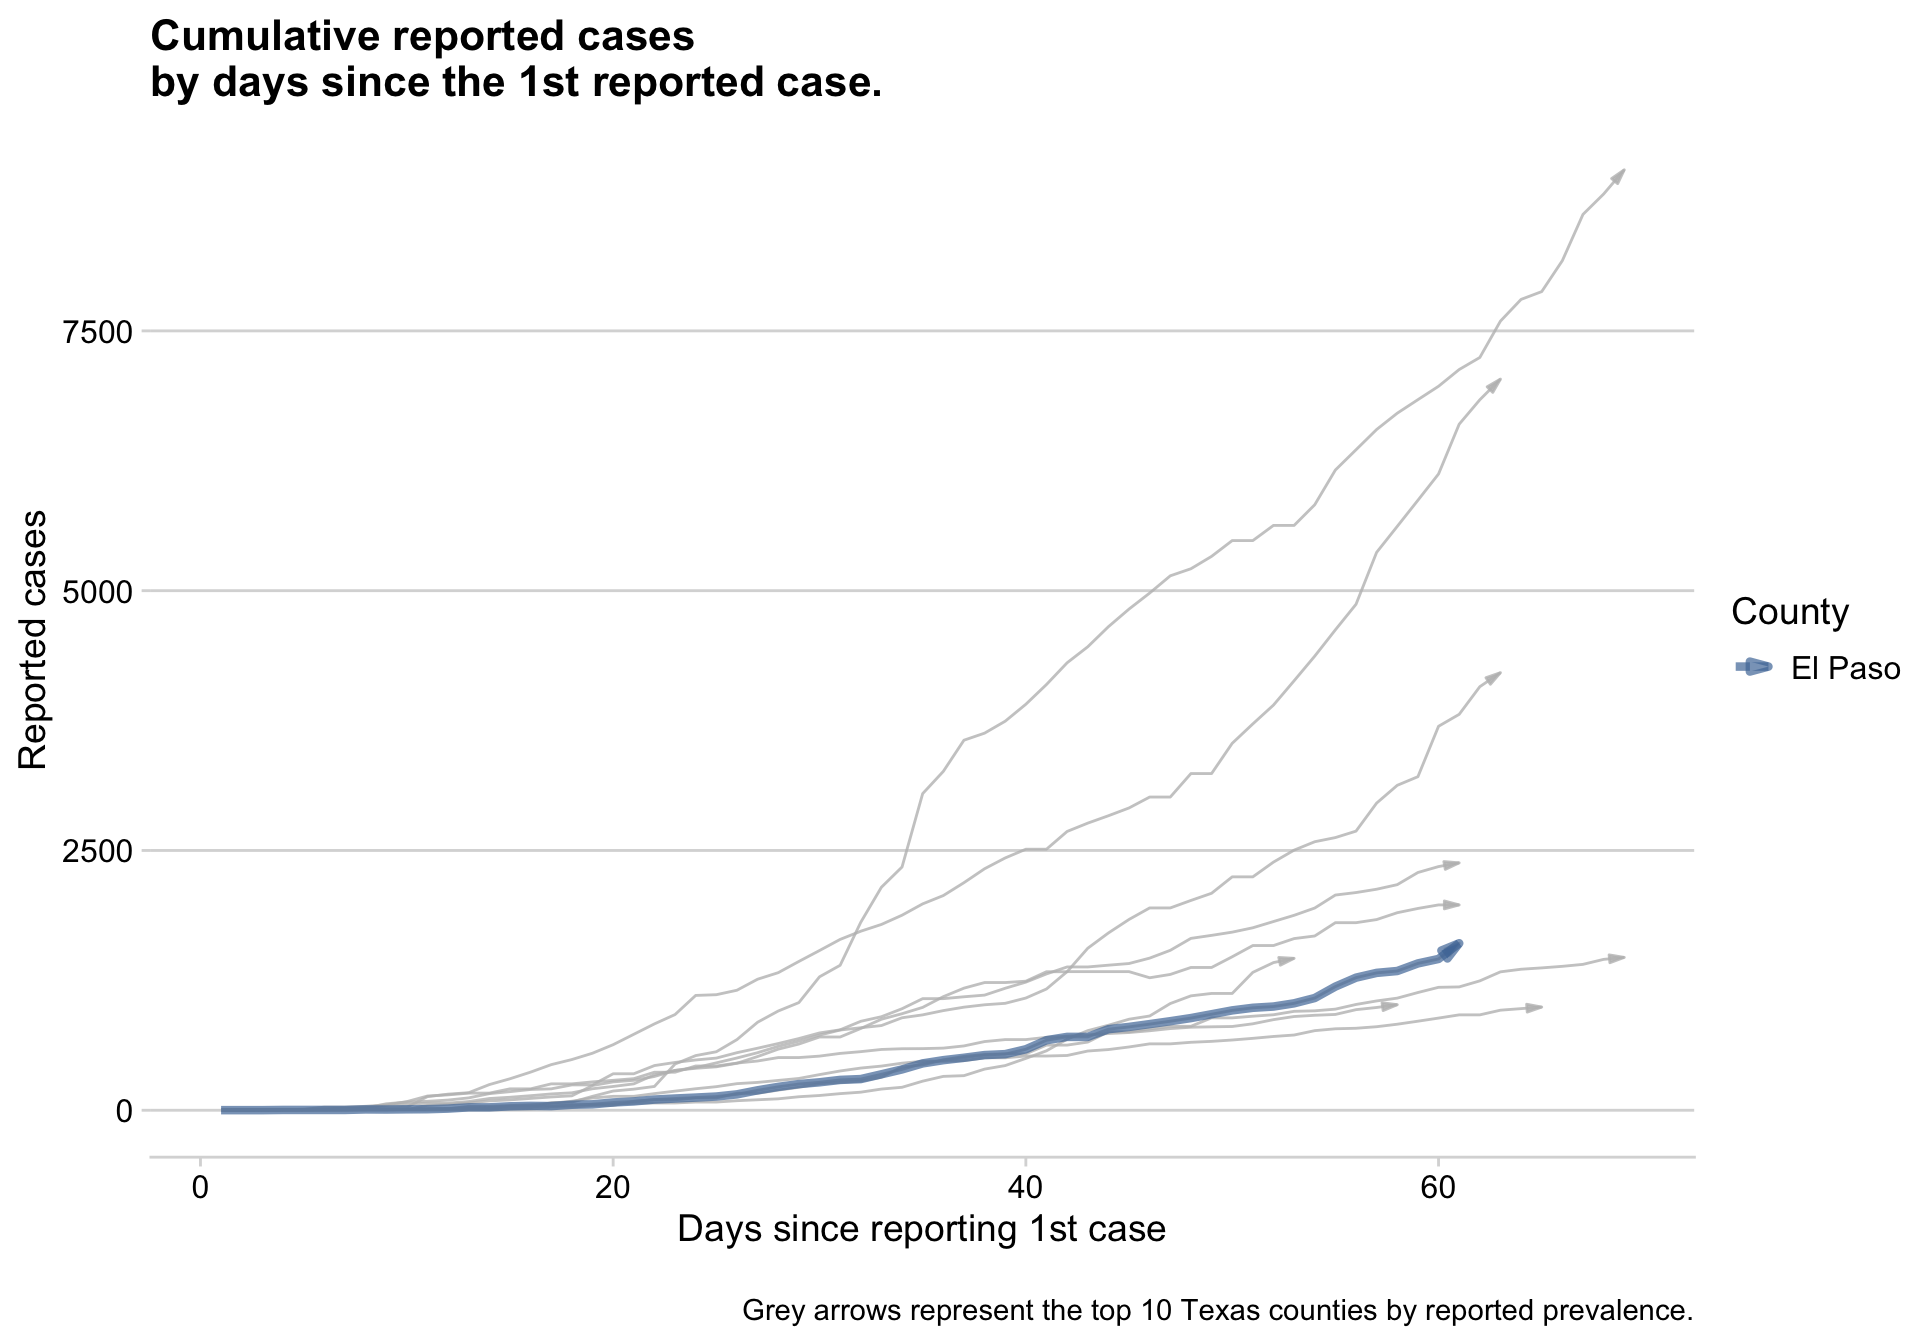 Cumulative reported cases
by days since the 1st reported case.
Reported cases
7500
5000
2500
0
0
20
40
60
Days since reporting 1st case
County
El Paso
Grey arrows represent the top 10 Texas counties by reported prevalence.